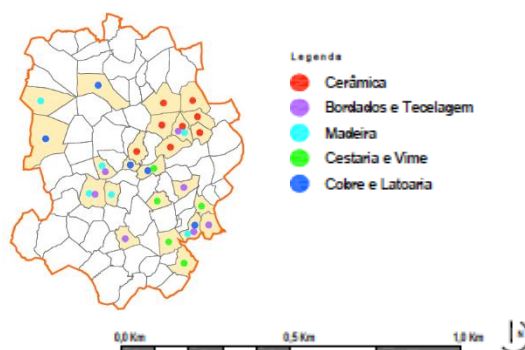 Legenda
Cerâmica
Bordados e Tecelagem
Madeira
Cestaria e Vime
Cobre e Latoaria
0,0 Km 0,5 Km 1,0 Km
N